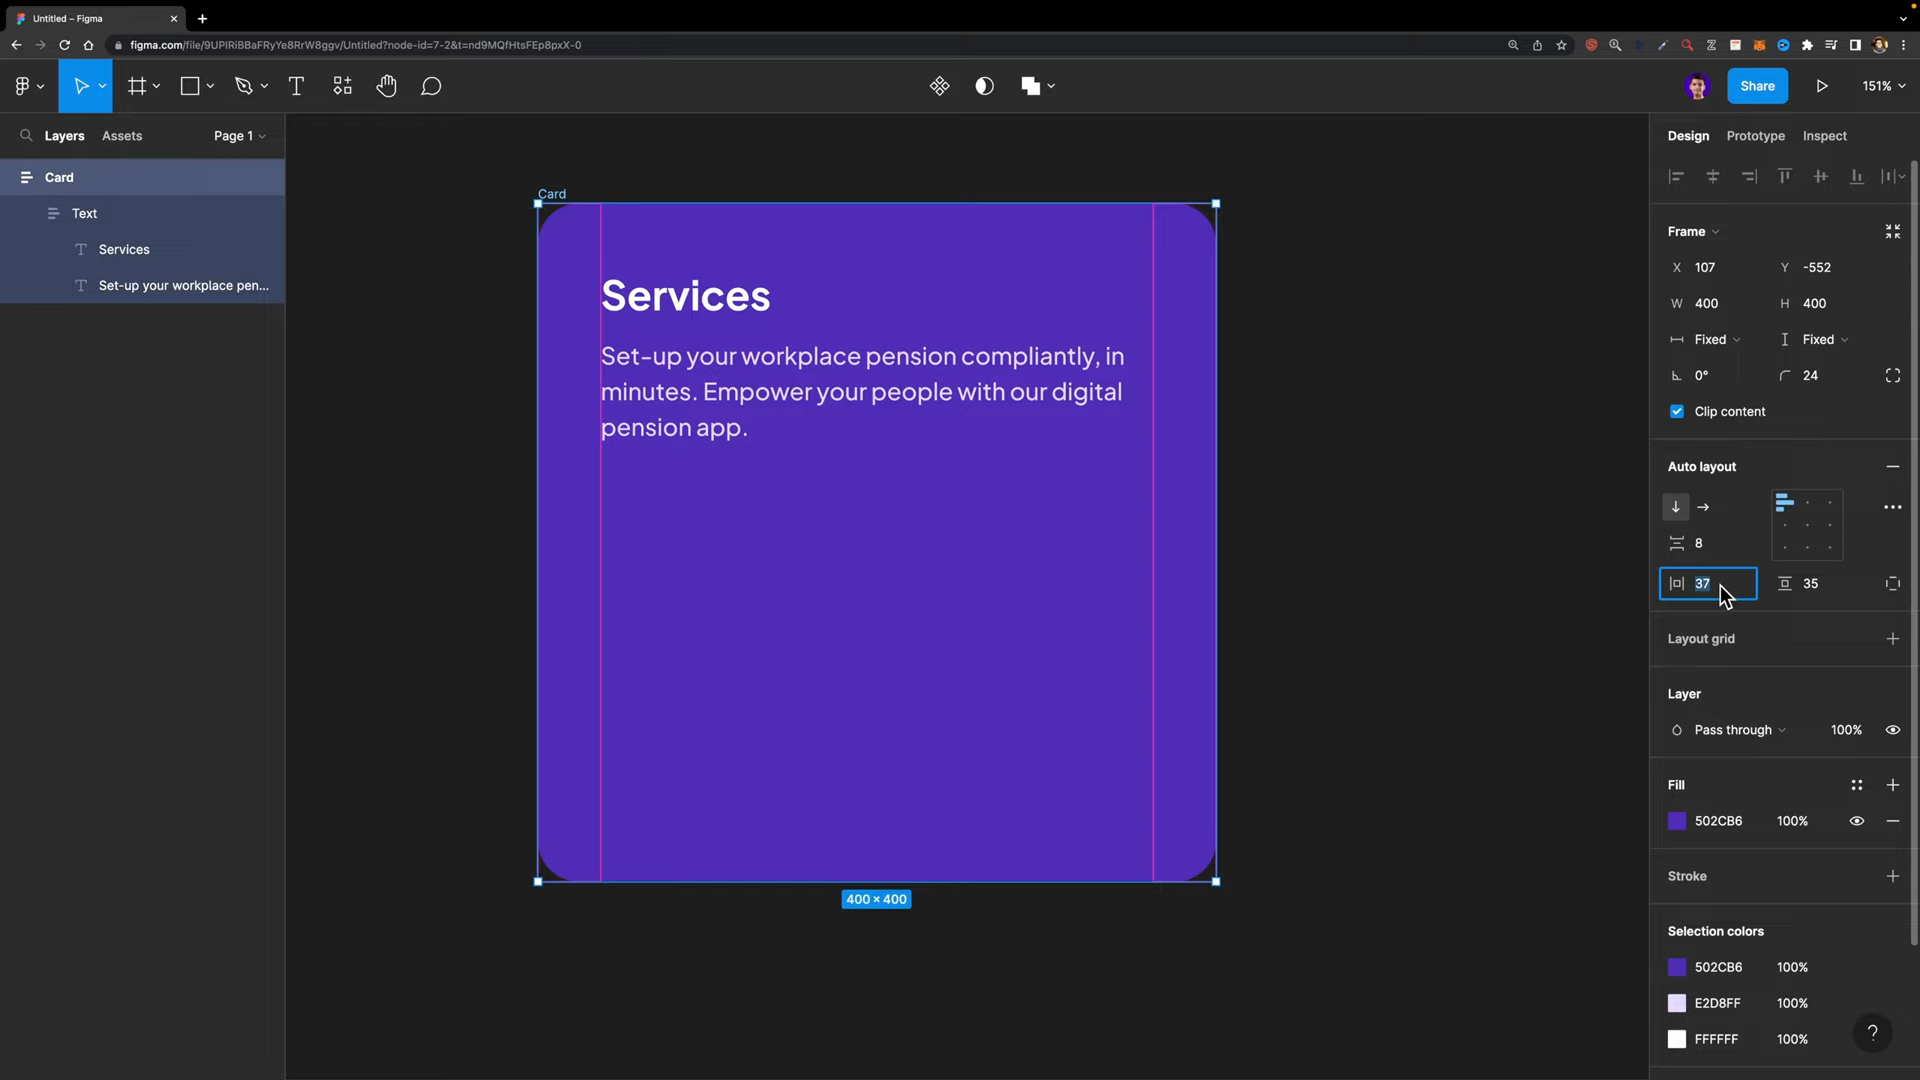 Untitled – Figma
figma.com/file/9UPIRiBBaFRyYe8RrW8ggv/Untitled?node-id=7-2&t=nd9MQfHtsFEp8pxX-0
Share
151%
Layers
Assets
Page 1
Design
Prototype
Inspect
Card
Text
Services
Set-up your workplace pen...
Card
Services
Set-up your workplace pension compliantly, in
minutes. Empower your people with our digital
pension app.
400 × 400
Frame
X 107
Y -552
W 400
H 400
Fixed
Fixed
0°
24
Clip content
Auto layout
8
37
35
Layout grid
Layer
Pass through
100%
Fill
502CB6
100%
Stroke
Selection colors
502CB6
100%
E2D8FF
100%
FFFFFF
100%
?